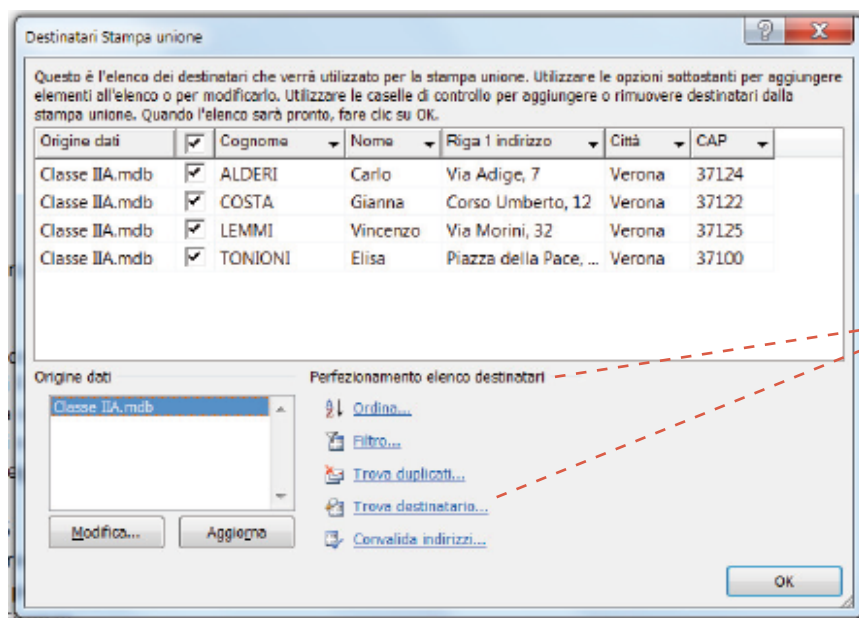 Destinatari Stampa unione
Questo è l'elenco dei destinatari che verrà utilizzato per la stampa unione. Utilizzare le opzioni sottostanti per aggiungere
elementi all'elenco o per modificarlo. Utilizzare le caselle di controllo per aggiungere o rimuovere destinatari dalla
stampa unione. Quando l'elenco sarà pronto, fare clic su OK.
Origine dati Cognome Nome Riga 1 indirizzo Città CAP
Classe IIA.mdb ALDERI Carlo Via Adige, 7 Verona 37124
Classe IIA.mdb COSTA Gianna Corso Umberto, 12 Verona 37122
Classe IIA.mdb LEMMI Vincenzo Via Morini, 32 Verona 37125
Classe IIA.mdb TONIONI Elisa Piazza della Pace, ... Verona 37100
Origine dati Perfezionamento elenco destinatari
Classe IIA.mdb
Ordina...
Filtro...
Trova duplicati...
Trova destinatario...
Convalida indirizzi...
Modifica... Aggiorna
OK